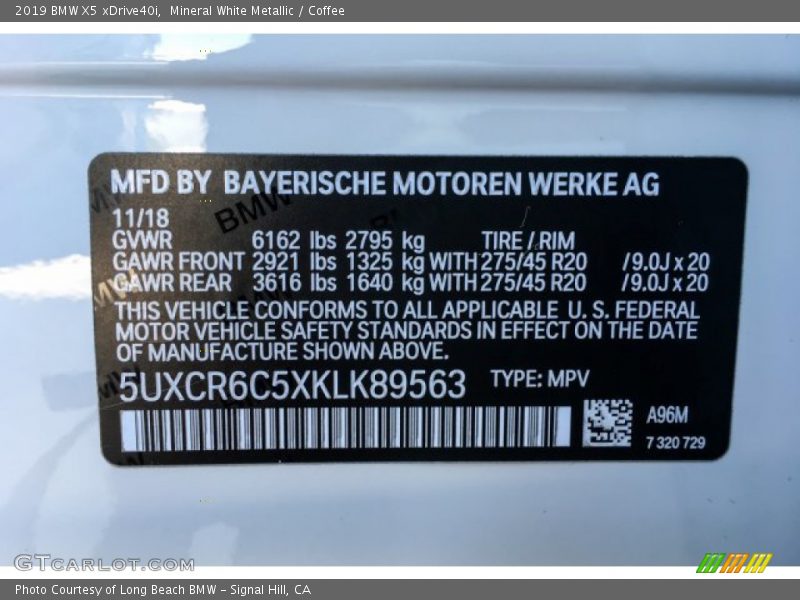 2019 BMW X5 xDrive40i, Mineral White Metallic / Coffee
MFD BY BAYERISCHE MOTOREN WERKE AG
11/18
GVWR 6162 lbs 2795 kg TIRE / RIM
GAWR FRONT 2921 lbs 1325 kg WITH 275/45 R20 /9.0J x 20
GAWR REAR 3616 lbs 1640 kg WITH 275/45 R20 /9.0J x 20
THIS VEHICLE CONFORMS TO ALL APPLICABLE U. S. FEDERAL
MOTOR VEHICLE SAFETY STANDARDS IN EFFECT ON THE DATE
OF MANUFACTURE SHOWN ABOVE.
5UXCR6C5XKLK89563 TYPE: MPV
A96M
7 320 729
BMW
GTCARLOT.COM
Photo Courtesy of Long Beach BMW - Signal Hill, CA